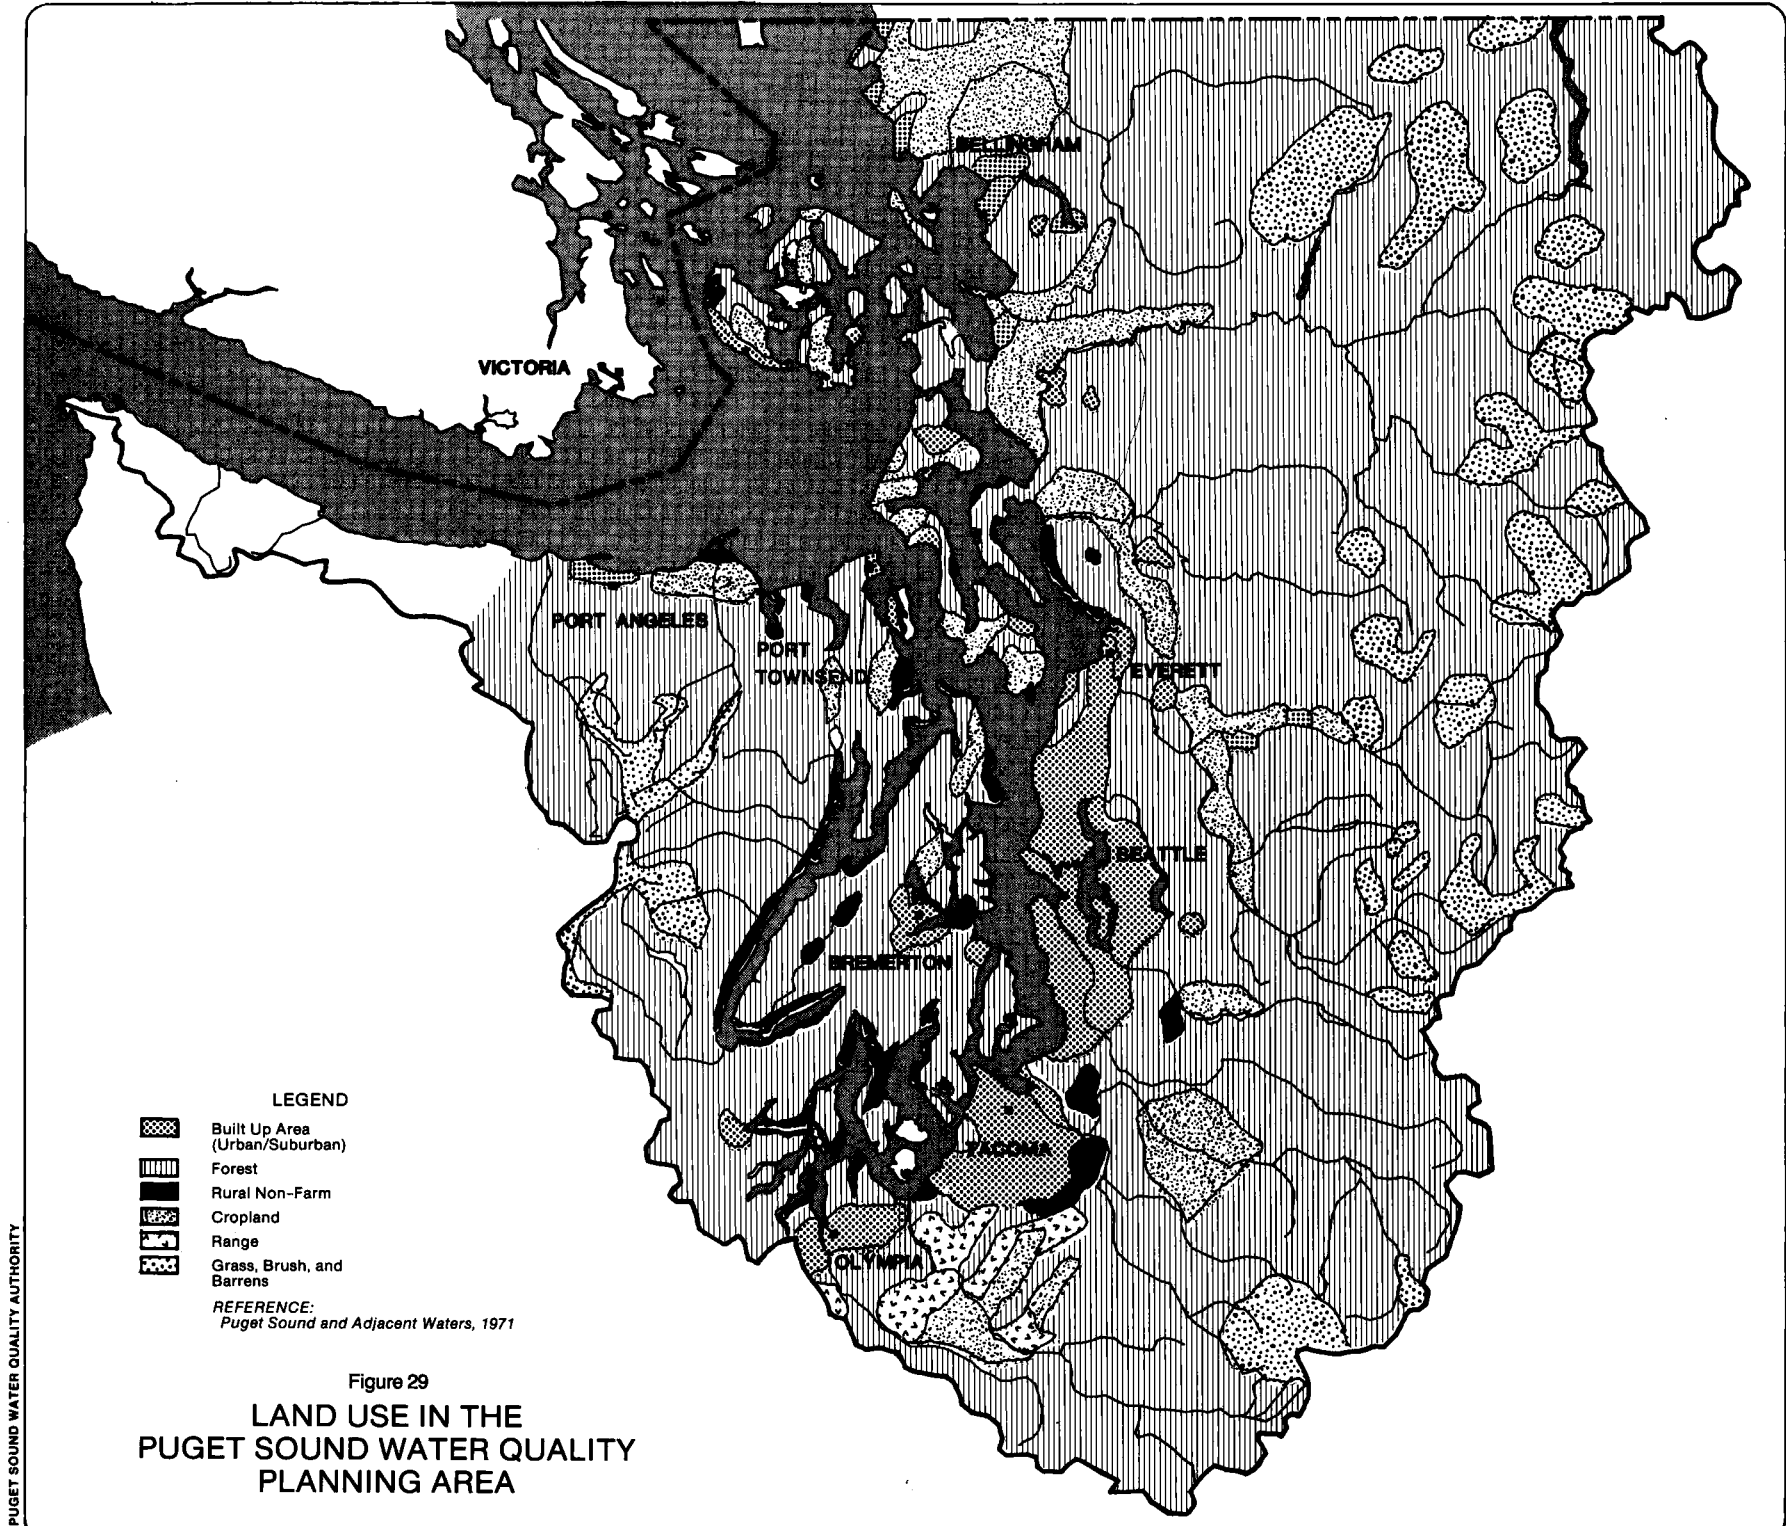 BELLINGHAM
VICTORIA
PORT ANGELES
PORT
TOWNSEND
EVERETT
SEATTLE
BREMERTON
TACOMA
OLYMPIA
LEGEND
Built Up Area
(Urban/Suburban)
Forest
Rural Non-Farm
Cropland
Range
Grass, Brush, and
Barrens
REFERENCE:
Puget Sound and Adjacent Waters, 1971
Figure 29
LAND USE IN THE
PUGET SOUND WATER QUALITY
PLANNING AREA
PUGET SOUND WATER QUALITY AUTHORITY